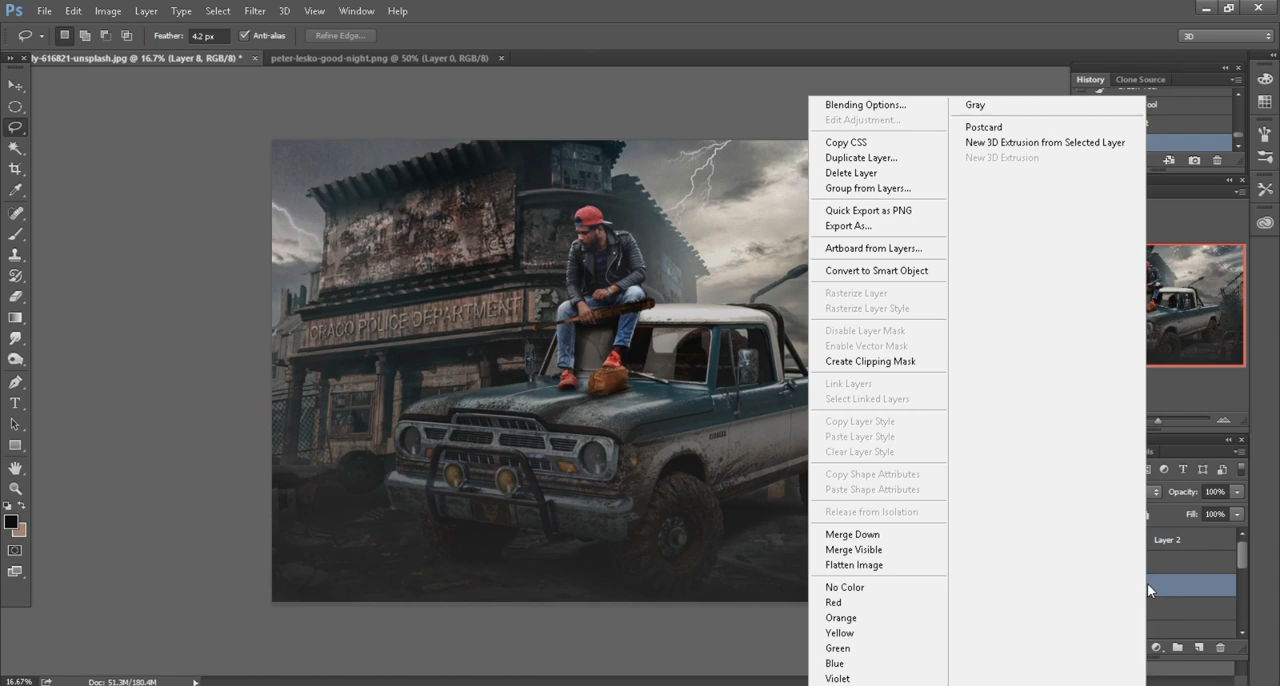 Ps File Edit Image Layer Type Select Filter 3D View Window Help
Feather: 4.2 px Anti-alias Refine Edge... 3D
ly-616821-unsplash.jpg @ 16.7% (Layer 8, RGB/8) * × peter-lesko-good-night.png @ 50% (Layer 0, RGB/8) ×
History Clone Source
Blending Options...
Edit Adjustment...
Copy CSS
Duplicate Layer...
Delete Layer
Group from Layers...
Quick Export as PNG
Export As...
Artboard from Layers...
Convert to Smart Object
Rasterize Layer
Rasterize Layer Style
Disable Layer Mask
Enable Vector Mask
Create Clipping Mask
Link Layers
Select Linked Layers
Copy Layer Style
Paste Layer Style
Clear Layer Style
Copy Shape Attributes
Paste Shape Attributes
Release from Isolation
Merge Down
Merge Visible
Flatten Image
No Color
Red
Orange
Yellow
Green
Blue
Violet
Gray
Postcard
New 3D Extrusion from Selected Layer
New 3D Extrusion
ORACO POLICE DEPARTMENT
Opacity: 100%
Fill: 100%
Layer 2
16.67% Doc: 51.3M/180.4M